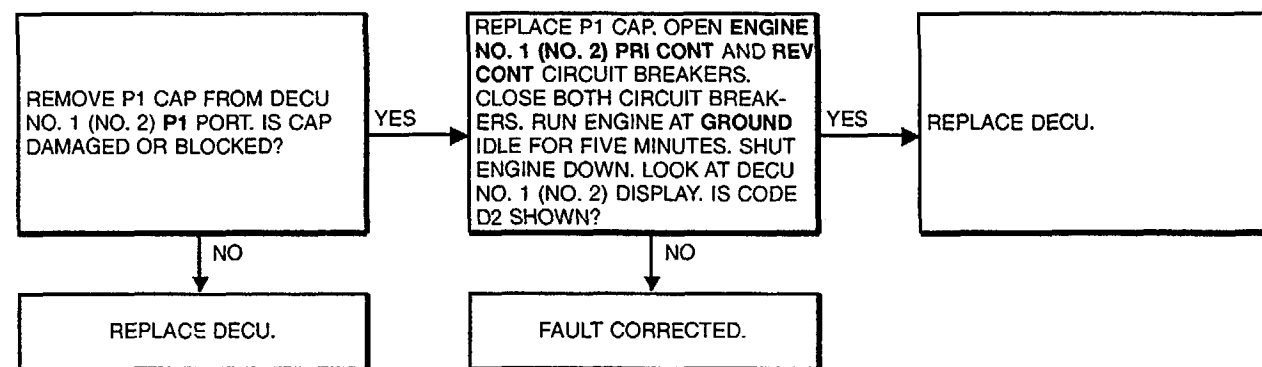 REMOVE P1 CAP FROM DECU
NO. 1 (NO. 2) P1 PORT. IS CAP
DAMAGED OR BLOCKED?
YES
REPLACE P1 CAP. OPEN ENGINE
NO. 1 (NO. 2) PRI CONT AND REV
CONT CIRCUIT BREAKERS.
CLOSE BOTH CIRCUIT BREAK-
ERS. RUN ENGINE AT GROUND
IDLE FOR FIVE MINUTES. SHUT
ENGINE DOWN. LOOK AT DECU
NO. 1 (NO. 2) DISPLAY. IS CODE
D2 SHOWN?
YES
REPLACE DECU.
NO
NO
REPLACE DECU.
FAULT CORRECTED.